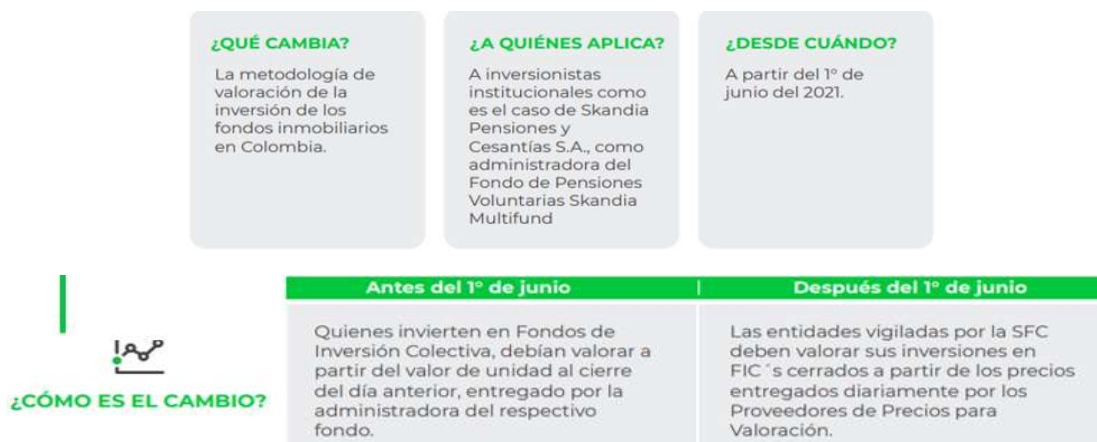 ¿QUÉ CAMBIA?
La metodología de
valoración de la
inversión de los
fondos inmobiliarios
en Colombia.
¿A QUIÉNES APLICA?
A inversionistas
institucionales como
es el caso de Skandia
Pensiones y
Cesantías S.A., como
administradora del
Fondo de Pensiones
Voluntarias Skandia
Multifund
¿DESDE CUÁNDO?
A partir del 1° de
junio del 2021.
¿CÓMO ES EL CAMBIO?
Antes del 1° de junio
Quienes invierten en Fondos de
Inversión Colectiva, debían valorar a
partir del valor de unidad al cierre
del día anterior, entregado por la
administradora del respectivo
fondo.
Después del 1° de junio
Las entidades vigiladas por la SFC
deben valorar sus inversiones en
FIC´s cerrados a partir de los precios
entregados diariamente por los
Proveedores de Precios para
Valoración.